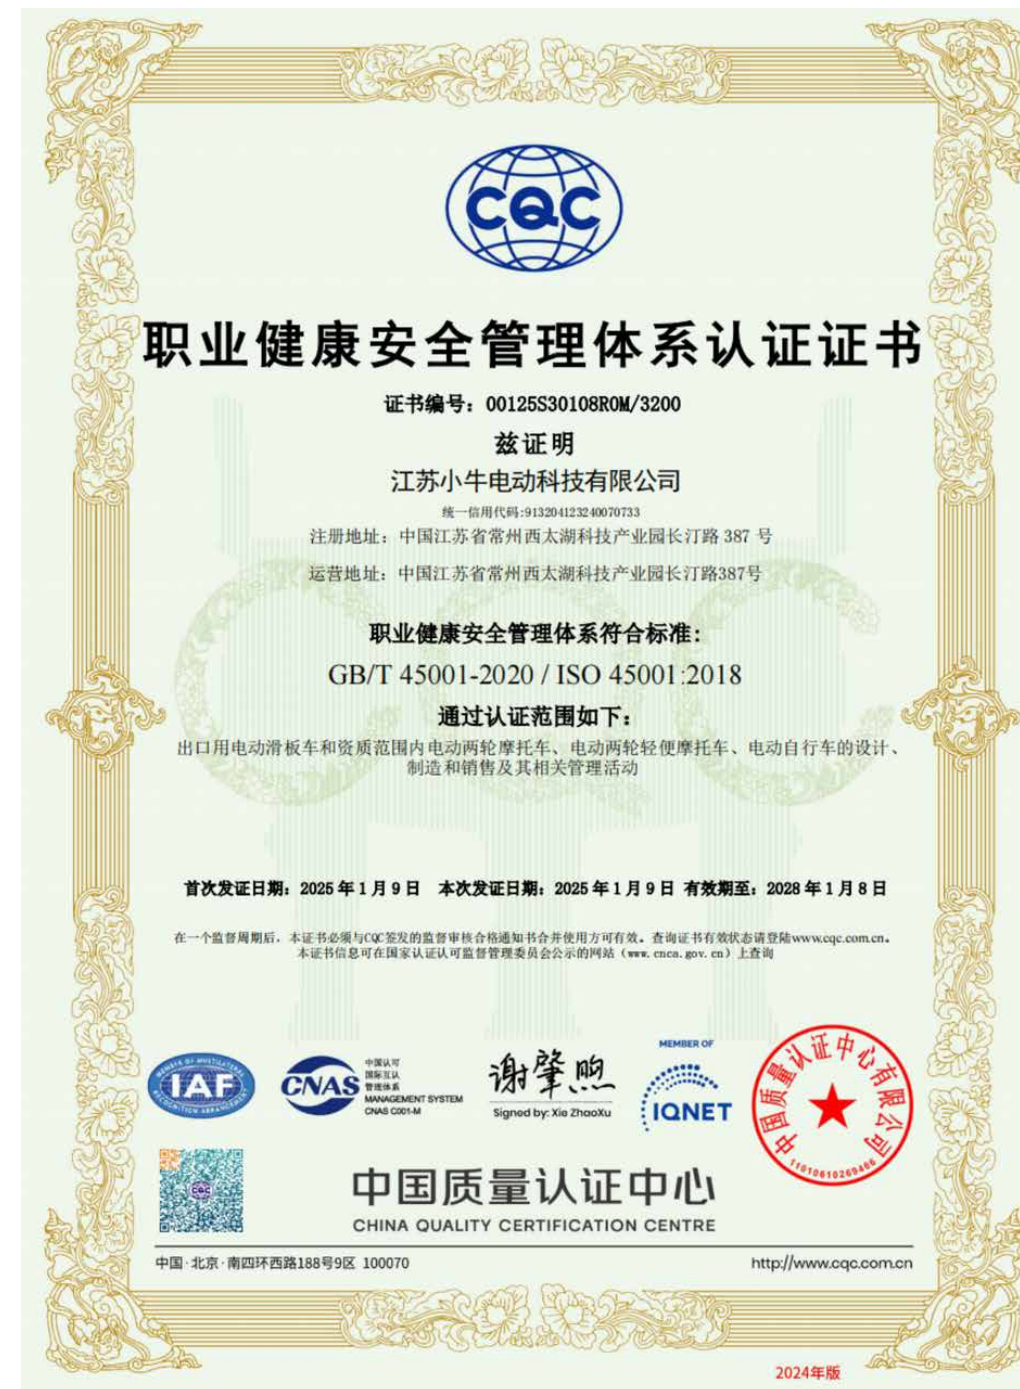 CQC
职业健康安全管理体系认证证书
证书编号：00125S30108R0M/3200
兹证明
江苏小牛电动科技有限公司
统一信用代码:913204123240070733
注册地址：中国江苏省常州西太湖科技产业园长汀路 387 号
运营地址：中国江苏省常州西太湖科技产业园长汀路387号
职业健康安全管理体系符合标准：
GB/T 45001-2020 / ISO 45001:2018
通过认证范围如下：
出口用电动滑板车和资质范围内电动两轮摩托车、电动两轮轻便摩托车、电动自行车的设计、
制造和销售及其相关管理活动
首次发证日期：2025 年 1 月 9 日 本次发证日期：2025 年 1 月 9 日 有效期至：2028 年 1 月 8 日
在一个监督周期后，本证书必须与CQC签发的监督审核合格通知书合并使用方可有效。查询证书有效状态请登陆www.cqc.com.cn。
本证书信息可在国家认证认可监督管理委员会公示的网站（www.cnca.gov.cn）上查询
MEMBER OF MULTILATERAL
IAF
RECOGNITION ARRANGEMENT
CNAS
中国认可
国际互认
管理体系
MANAGEMENT SYSTEM
CNAS C001-M
谢肇煦
Signed by: Xie ZhaoXu
MEMBER OF
IQNET
中国质量认证中心有限公司
11010610269466
CQC
中国质量认证中心
CHINA QUALITY CERTIFICATION CENTRE
中国·北京·南四环西路188号9区 100070
http://www.cqc.com.cn
2024年版